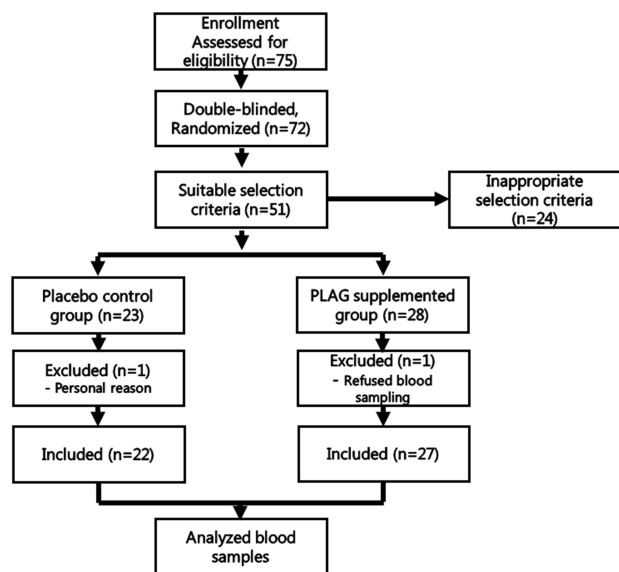 Enrollment
Assessesd for
eligibility (n=75)
Double-blinded,
Randomized (n=72)
Suitable selection
criteria (n=51)
Inappropriate
selection criteria
(n=24)
Placebo control
group (n=23)
PLAG supplemented
group (n=28)
Excluded (n=1)
- Personal reason
Excluded (n=1)
- Refused blood
sampling
Included (n=22)
Included (n=27)
Analyzed blood
samples